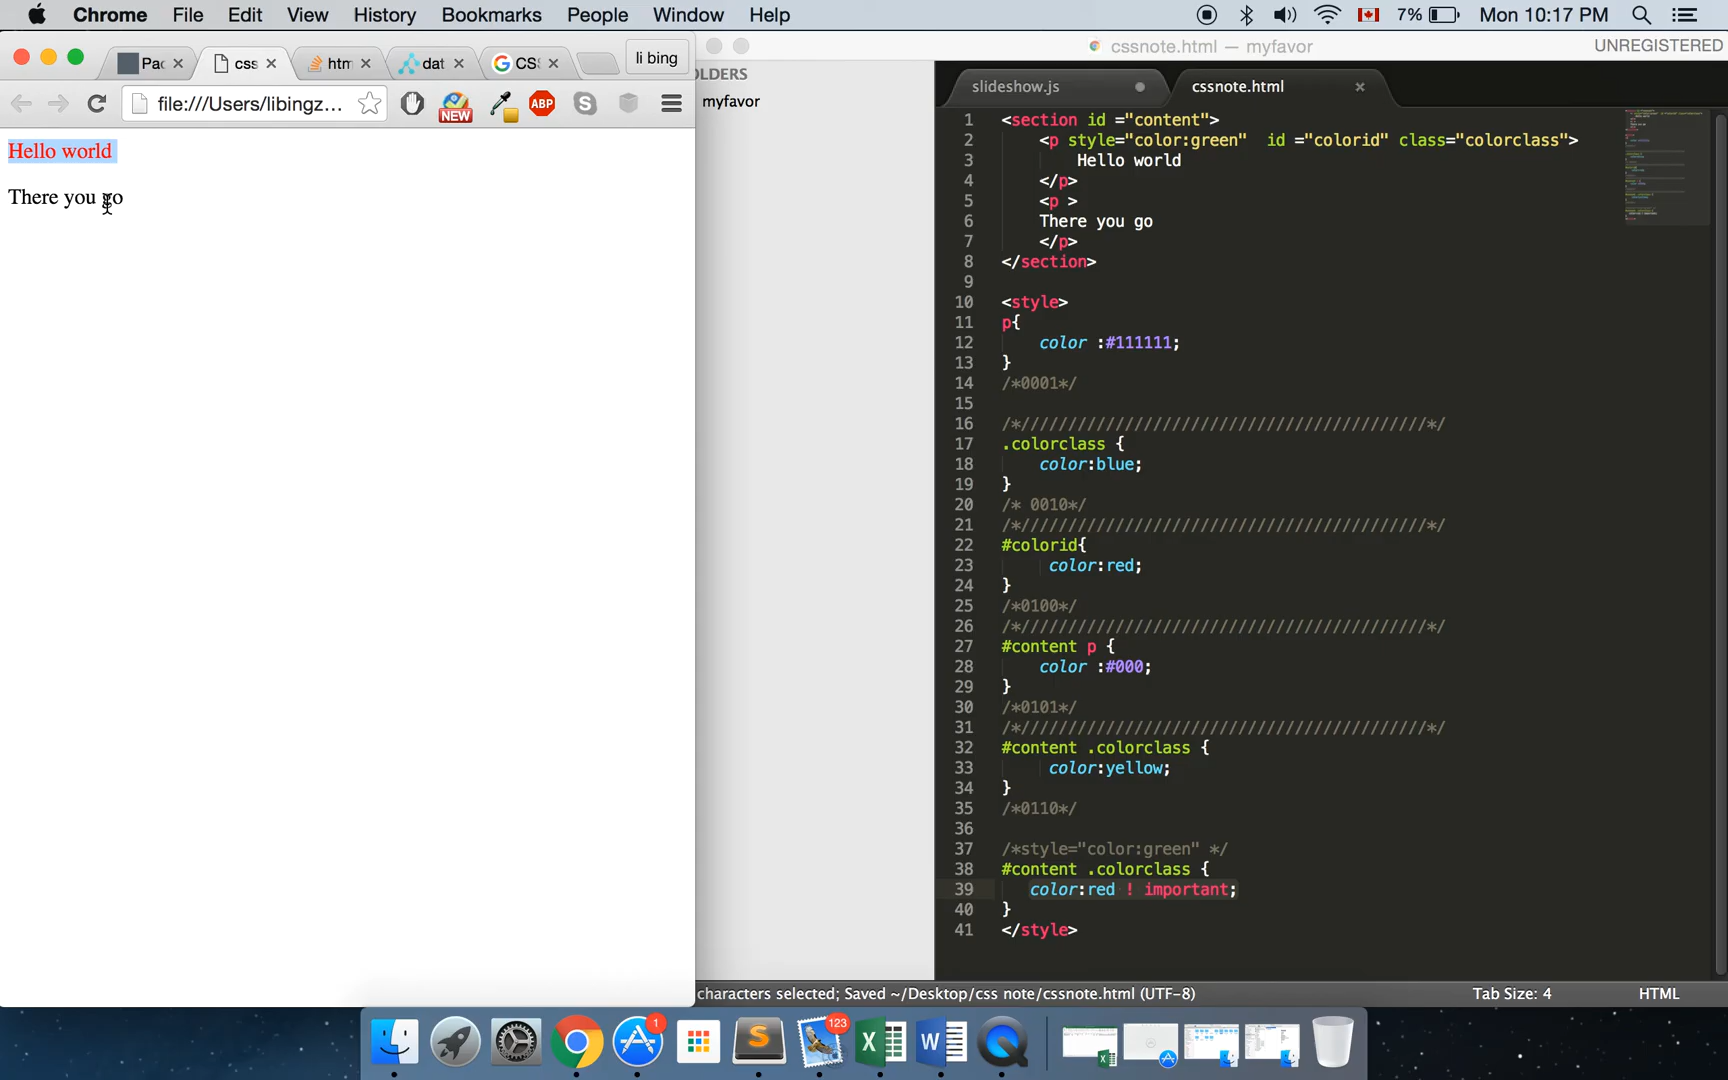 Chrome File Edit View History Bookmarks People Window Help 7% Mon 10:17 PM
Pac css htm dat CSS li bing
cssnote.html — myfavor UNREGISTERED
file:///Users/libingz... NEW ABP
OLDERS
myfavor
slideshow.js cssnote.html
Hello world
There you go
1 <section id ="content">
2 <p style="color:green" id ="colorid" class="colorclass">
3 Hello world
4 </p>
5 <p >
6 There you go
7 </p>
8 </section>
9
10 <style>
11 p{
12 color :#111111;
13 }
14 /*0001*/
15
16 /*///////////////////////////////////////////*/
17 .colorclass {
18 color:blue;
19 }
20 /* 0010*/
21 /*///////////////////////////////////////////*/
22 #colorid{
23 color:red;
24 }
25 /*0100*/
26 /*///////////////////////////////////////////*/
27 #content p {
28 color :#000;
29 }
30 /*0101*/
31 /*///////////////////////////////////////////*/
32 #content .colorclass {
33 color:yellow;
34 }
35 /*0110*/
36
37 /*style="color:green" */
38 #content .colorclass {
39 color:red ! important;
40 }
41 </style>
characters selected; Saved ~/Desktop/css note/cssnote.html (UTF-8) Tab Size: 4 HTML
1 123